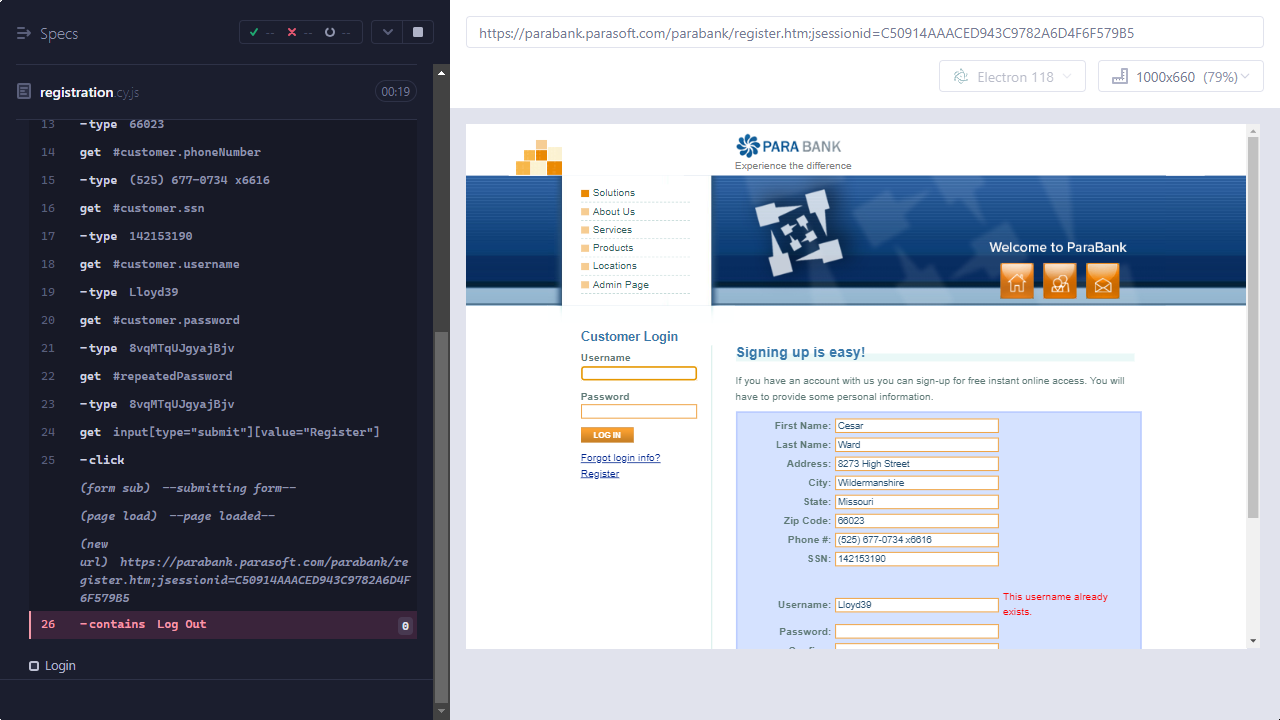 Specs
--
--
--
registration.cy.js
00:19
13 -type 66023
14 get #customer.phoneNumber
15 -type (525) 677-0734 x6616
16 get #customer.ssn
17 -type 142153190
18 get #customer.username
19 -type Lloyd39
20 get #customer.password
21 -type 8vqMTqUJgyajBjv
22 get #repeatedPassword
23 -type 8vqMTqUJgyajBjv
24 get input[type="submit"][value="Register"]
25 -click
(form sub) --submitting form--
(page load) --page loaded--
(new
url) https://parabank.parasoft.com/parabank/re
gister.htm;jsessionid=C50914AAACED943C9782A6D4F
6F579B5
26 -contains Log Out 0
Login
https://parabank.parasoft.com/parabank/register.htm;jsessionid=C50914AAACED943C9782A6D4F6F579B5
Electron 118
1000x660 (79%)
PARA BANK
Experience the difference
Solutions
About Us
Services
Products
Locations
Admin Page
Welcome to ParaBank
Customer Login
Username
Password
LOG IN
Forgot login info?
Register
Signing up is easy!
If you have an account with us you can sign-up for free instant online access. You will
have to provide some personal information.
First Name: Cesar
Last Name: Ward
Address: 8273 High Street
City: Wildermanshire
State: Missouri
Zip Code: 66023
Phone #: (525) 677-0734 x6616
SSN: 142153190
Username: Lloyd39 This username already
exists.
Password: